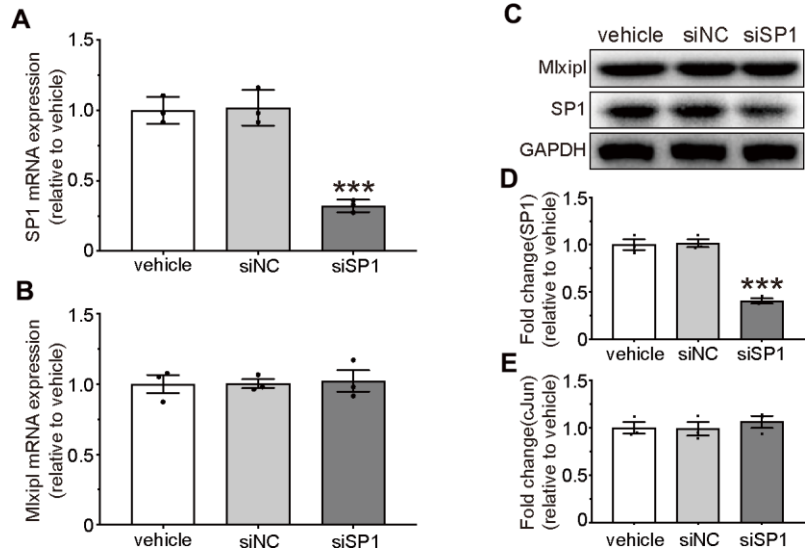 A
SP1 mRNA expression
(relative to vehicle)
1.5
1.0
0.5
0
***
vehicle
siNC
siSP1
B
Mlxipl mRNA expression
(relative to vehicle)
1.5
1.0
0.5
0
vehicle
siNC
siSP1
C
vehicle siNC siSP1
Mlxipl
SP1
GAPDH
D
Fold change(SP1)
(relative to vehicle)
1.5
1.0
0.5
0
***
vehicle
siNC
siSP1
E
Fold change(cJun)
(relative to vehicle)
1.5
1.0
0.5
0
vehicle
siNC
siSP1